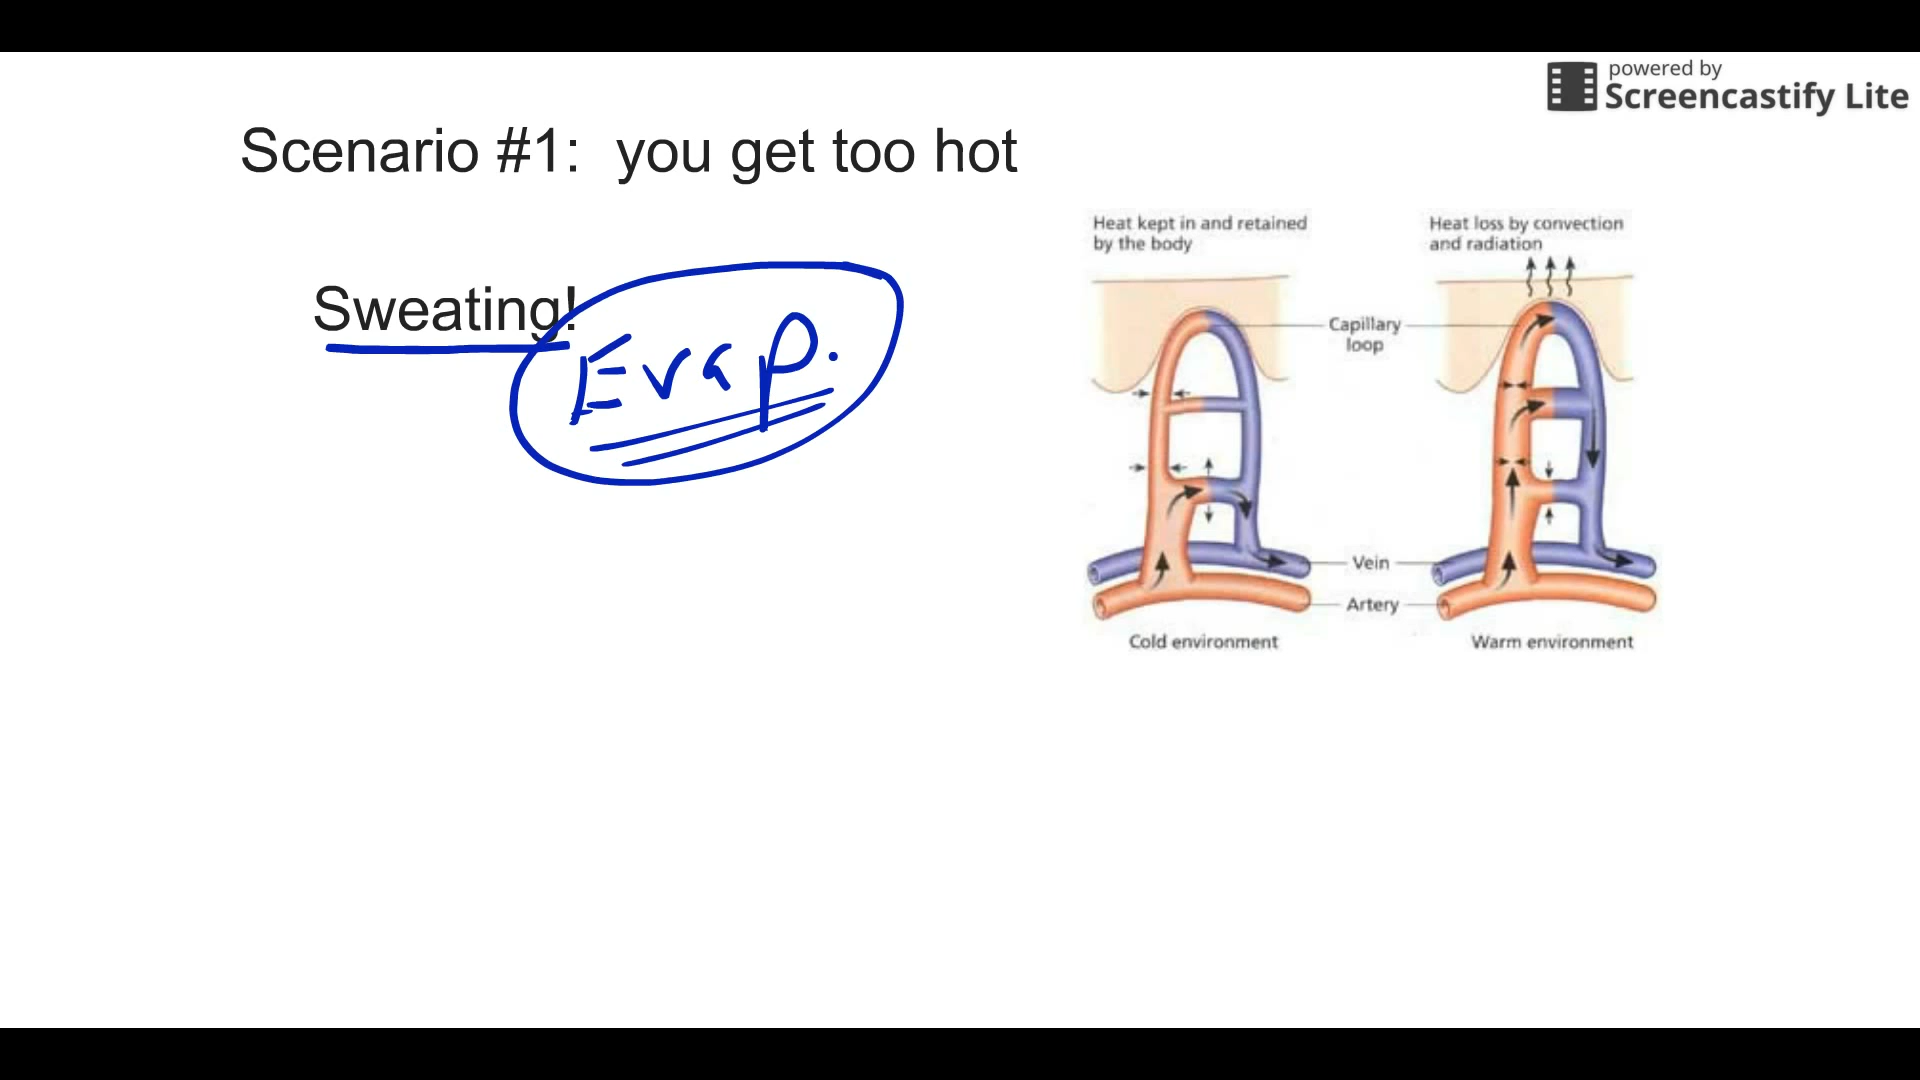 powered by
Screencastify Lite
Scenario #1: you get too hot
Sweating!
Evap.
Heat kept in and retained
by the body
Heat loss by convection
and radiation
Capillary
loop
Vein
Artery
Cold environment
Warm environment